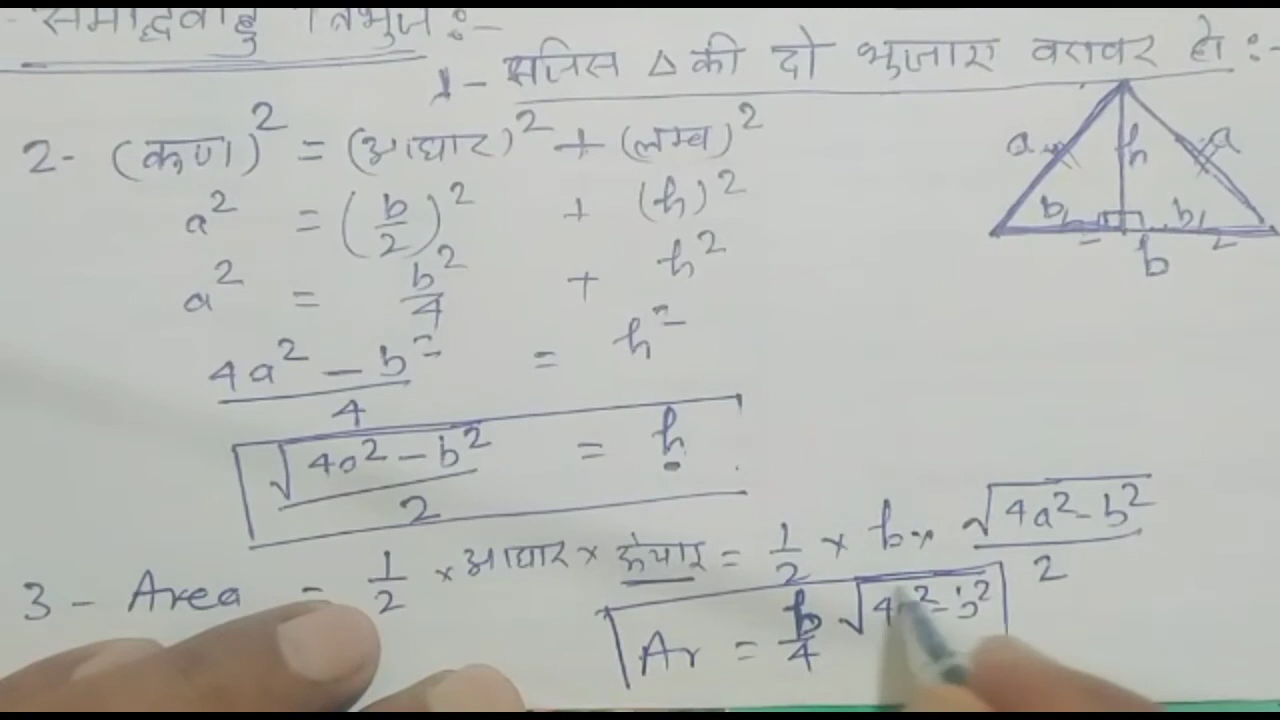 समद्विबाहु त्रिभुज :-
1- जिस Δ की दो भुजाए बराबर हो :-
2- (कर्ण)² = (आधार)² + (लम्ब)²
a² = (b/2)² + (h)²
a² = b²/4 + h²
(4a² - b²)/4 = h²
√(4a² - b²)/2 = h
3- Area = 1/2 × आधार × ऊँचाई = 1/2 × b × √(4a² - b²)/2
Ar = b/4 √(4a² - b²)
a h a
b/2 b/2
b